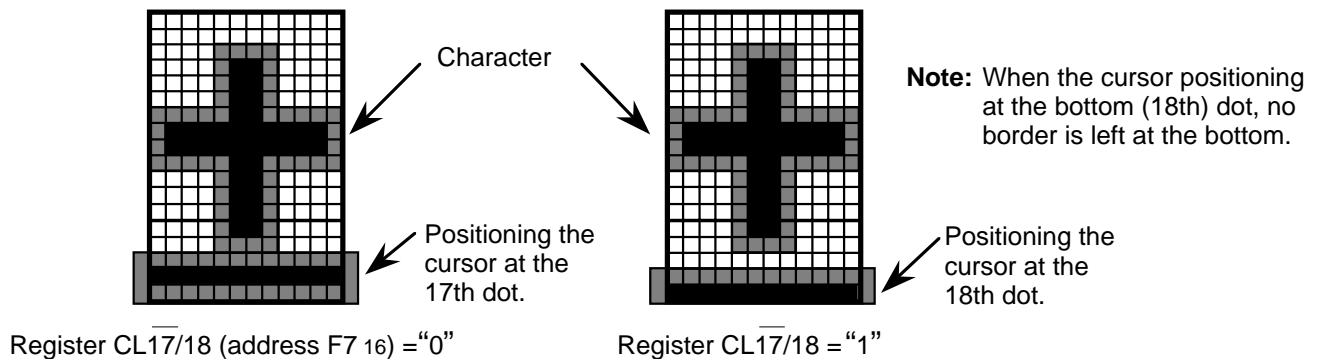 Character
Note: When the cursor positioning
at the bottom (18th) dot, no
border is left at the bottom.
Positioning the
cursor at the
17th dot.
Positioning the
cursor at the
18th dot.
Register CL17/18 (address F7 16) =“0”
Register CL17/18 = “1”